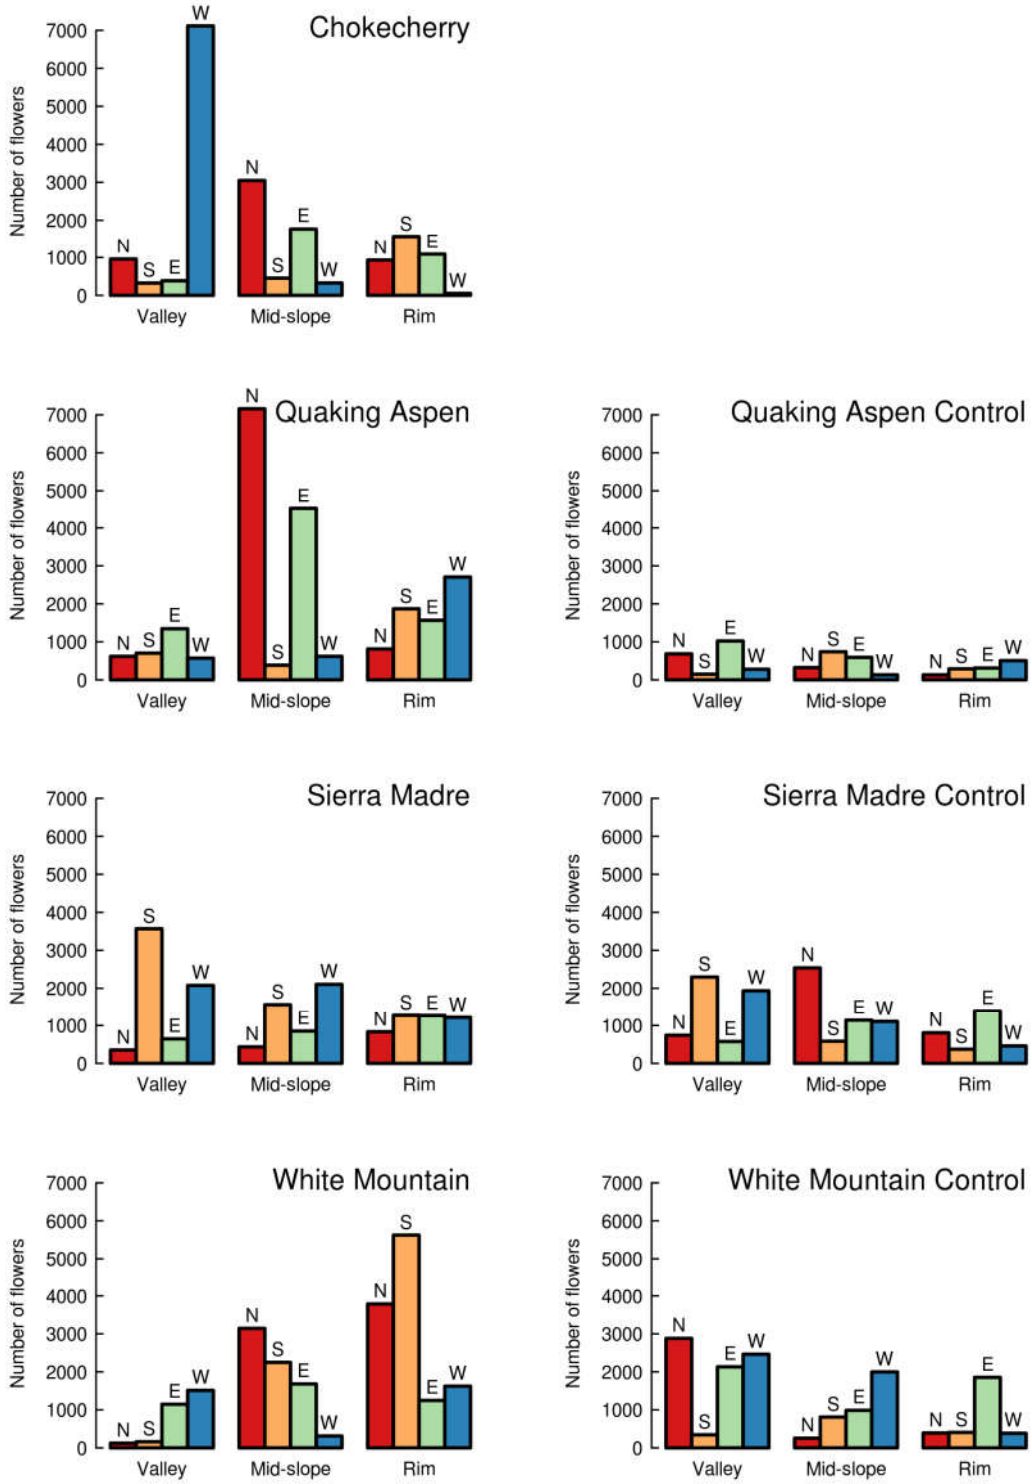 Chokecherry
Number of flowers
7000
6000
5000
4000
3000
2000
1000
0
N S E W
N S E W
N S E W
Valley Mid-slope Rim
Quaking Aspen
Number of flowers
7000
6000
5000
4000
3000
2000
1000
0
N S E W
N S E W
N S E W
Valley Mid-slope Rim
Quaking Aspen Control
Number of flowers
7000
6000
5000
4000
3000
2000
1000
0
N S E W
N S E W
N S E W
Valley Mid-slope Rim
Sierra Madre
Number of flowers
7000
6000
5000
4000
3000
2000
1000
0
N S E W
N S E W
N S E W
Valley Mid-slope Rim
Sierra Madre Control
Number of flowers
7000
6000
5000
4000
3000
2000
1000
0
N S E W
N S E W
N S E W
Valley Mid-slope Rim
White Mountain
Number of flowers
7000
6000
5000
4000
3000
2000
1000
0
N S E W
N S E W
N S E W
Valley Mid-slope Rim
White Mountain Control
Number of flowers
7000
6000
5000
4000
3000
2000
1000
0
N S E W
N S E W
N S E W
Valley Mid-slope Rim